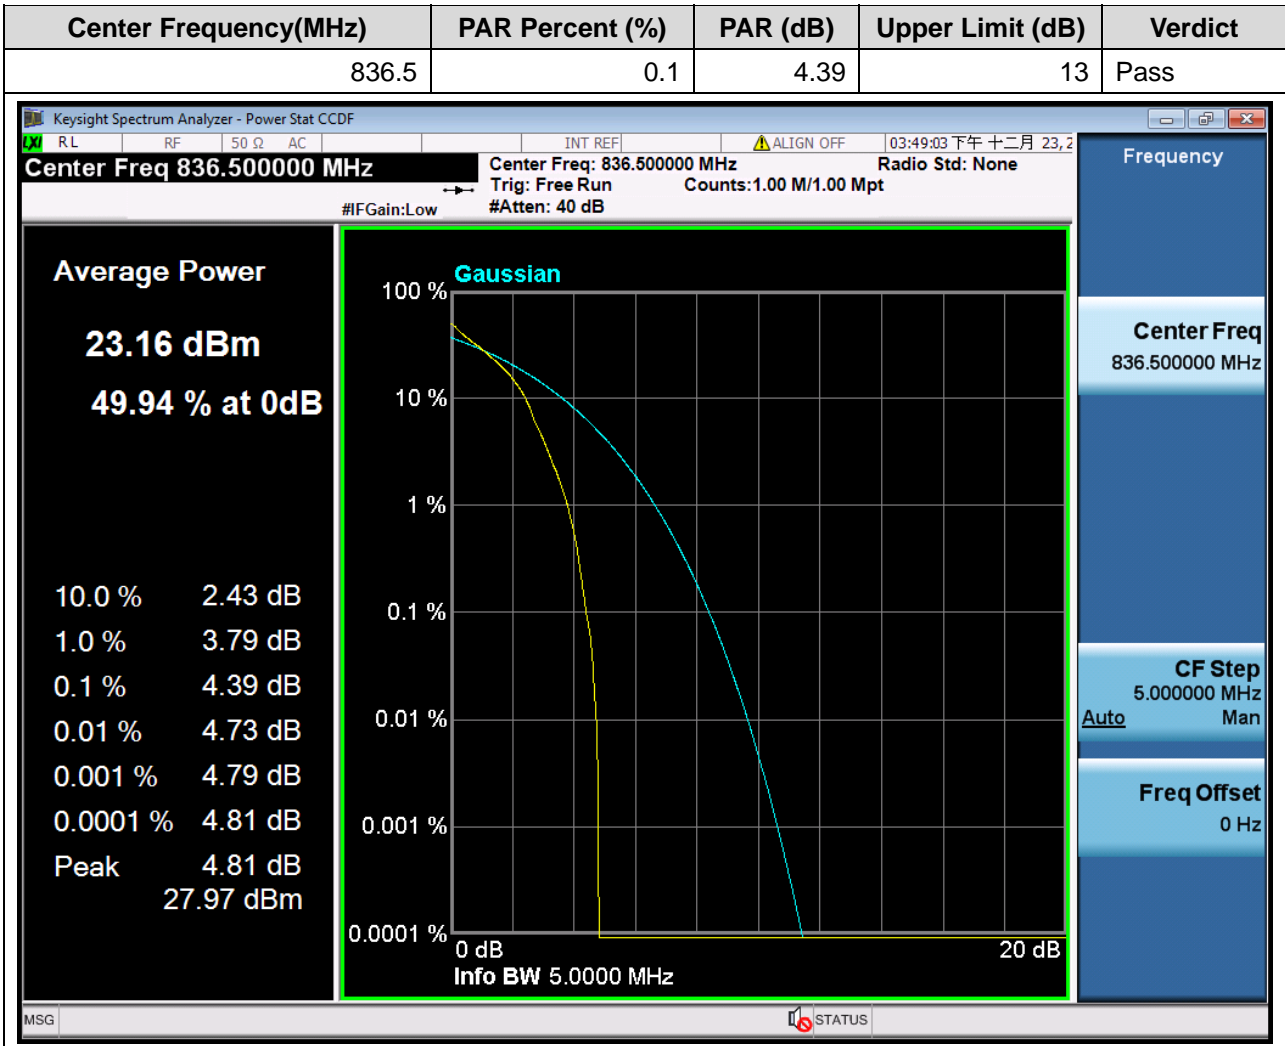 Center Frequency(MHz) PAR Percent (%) PAR (dB) Upper Limit (dB) Verdict
836.5 0.1 4.39 13 Pass
Keysight Spectrum Analyzer - Power Stat CCDF
LXI RL RF 50 Ω AC INT REF ALIGN OFF 03:49:03 下午 十二月 23, 2
Center Freq 836.500000 MHz
Center Freq: 836.500000 MHz Radio Std: None
Trig: Free Run Counts:1.00 M/1.00 Mpt
#IFGain:Low #Atten: 40 dB
Average Power
23.16 dBm
49.94 % at 0dB
10.0 % 2.43 dB
1.0 % 3.79 dB
0.1 % 4.39 dB
0.01 % 4.73 dB
0.001 % 4.79 dB
0.0001 % 4.81 dB
Peak 4.81 dB
27.97 dBm
Gaussian
100 %
10 %
1 %
0.1 %
0.01 %
0.001 %
0.0001 %
0 dB 20 dB
Info BW 5.0000 MHz
Frequency
Center Freq
836.500000 MHz
CF Step
5.000000 MHz
Auto Man
Freq Offset
0 Hz
MSG STATUS